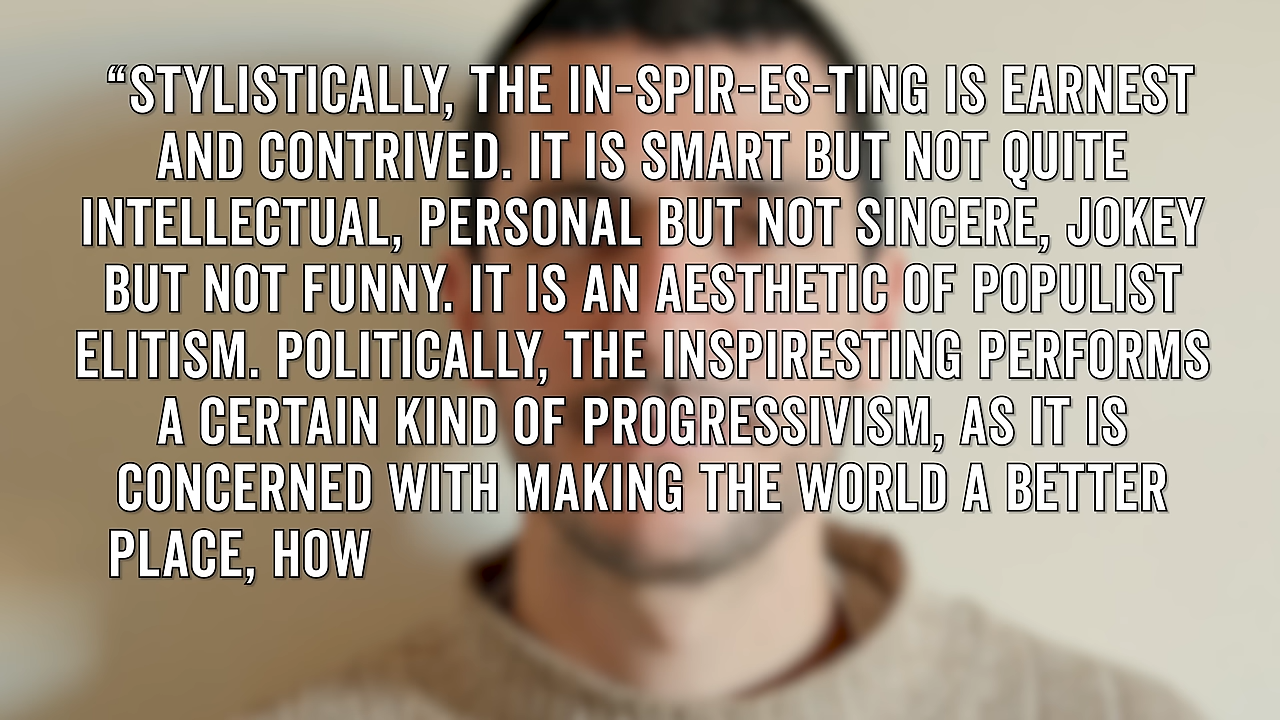 “STYLISTICALLY, THE IN-SPIR-ES-TING IS EARNEST
AND CONTRIVED. IT IS SMART BUT NOT QUITE
INTELLECTUAL, PERSONAL BUT NOT SINCERE, JOKEY
BUT NOT FUNNY. IT IS AN AESTHETIC OF POPULIST
ELITISM. POLITICALLY, THE INSPIRESTING PERFORMS
A CERTAIN KIND OF PROGRESSIVISM, AS IT IS
CONCERNED WITH MAKING THE WORLD A BETTER
PLACE, HOW